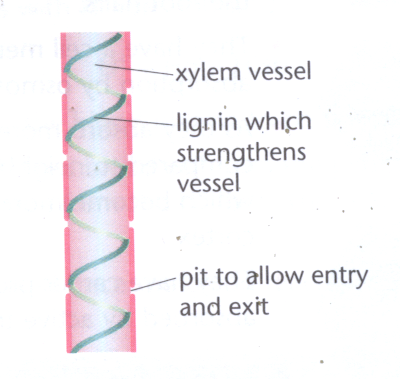 xylem vessel
lignin which
strengthens
vessel
pit to allow entry
and exit